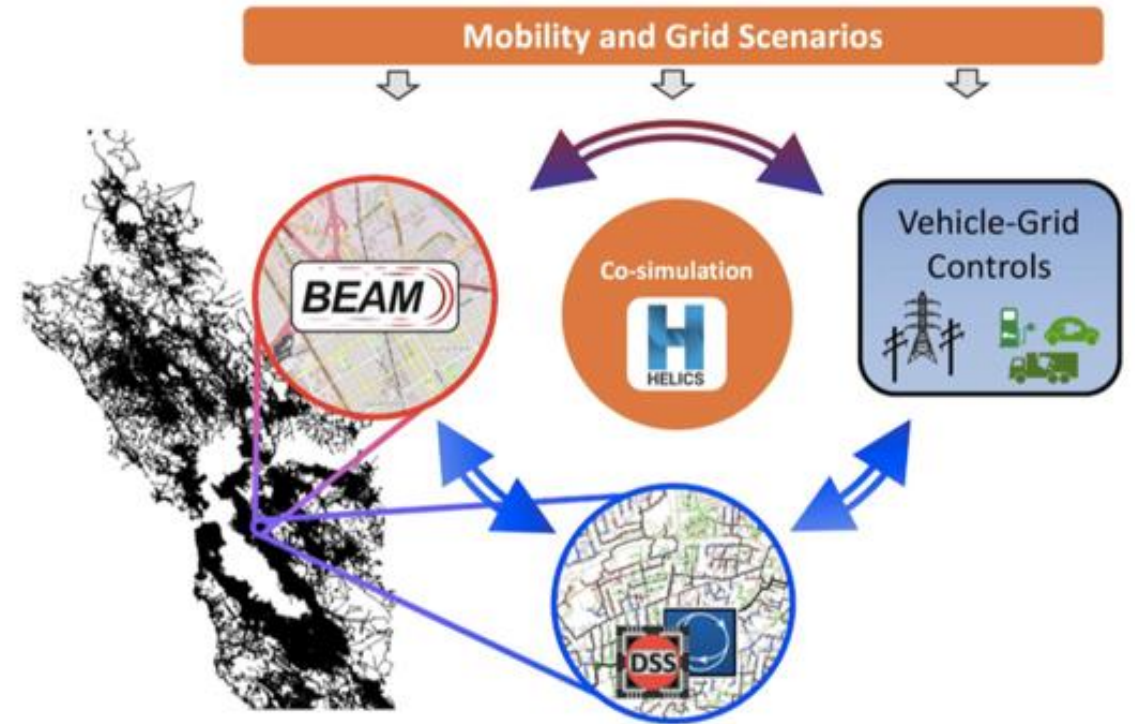 Mobility and Grid Scenarios
BEAM
Co-simulation
HELICS
Vehicle-Grid
Controls
DSS